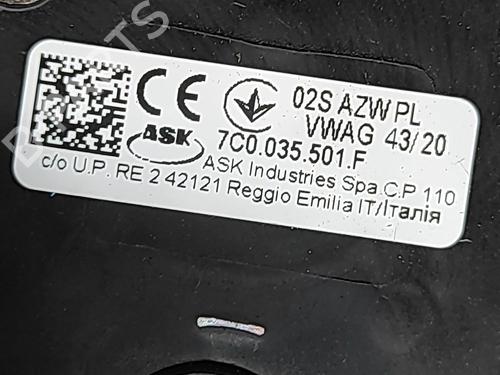 02S AZW PL
VWAG 43/20
CE
ASK
7C0.035.501.F
ASK Industries Spa C.P 110
c/o U.P. RE 2 42121 Reggio Emilia IT/Італія